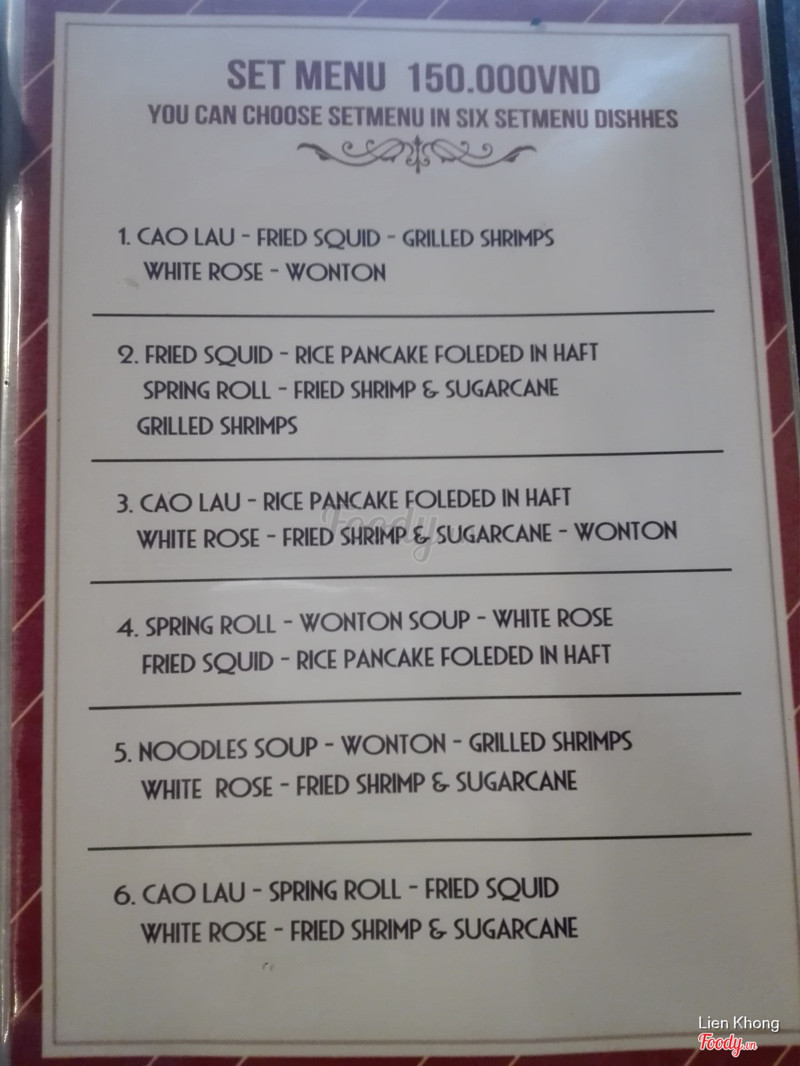 SET MENU 150.000VND
YOU CAN CHOOSE SETMENU IN SIX SETMENU DISHHES
1. CAO LAU - FRIED SQUID - GRILLED SHRIMPS
WHITE ROSE - WONTON
2. FRIED SQUID - RICE PANCAKE FOLEDED IN HAFT
SPRING ROLL - FRIED SHRIMP & SUGARCANE
GRILLED SHRIMPS
3. CAO LAU - RICE PANCAKE FOLEDED IN HAFT
WHITE ROSE - FRIED SHRIMP & SUGARCANE - WONTON
4. SPRING ROLL - WONTON SOUP - WHITE ROSE
FRIED SQUID - RICE PANCAKE FOLEDED IN HAFT
5. NOODLES SOUP - WONTON - GRILLED SHRIMPS
WHITE ROSE - FRIED SHRIMP & SUGARCANE
6. CAO LAU - SPRING ROLL - FRIED SQUID
WHITE ROSE - FRIED SHRIMP & SUGARCANE
Foody.vn
Lien Khong
Foody.vn